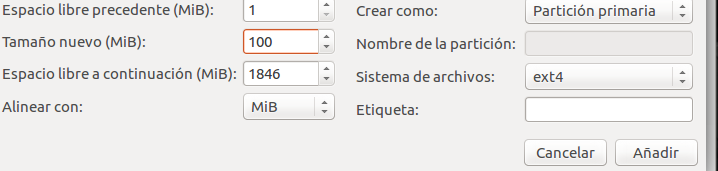 Espacio libre precedente (MiB): 1 Crear como: Partición primaria
Tamaño nuevo (MiB): 100 Nombre de la partición:
Espacio libre a continuación (MiB): 1846 Sistema de archivos: ext4
Alinear con: MiB Etiqueta:
Cancelar Añadir